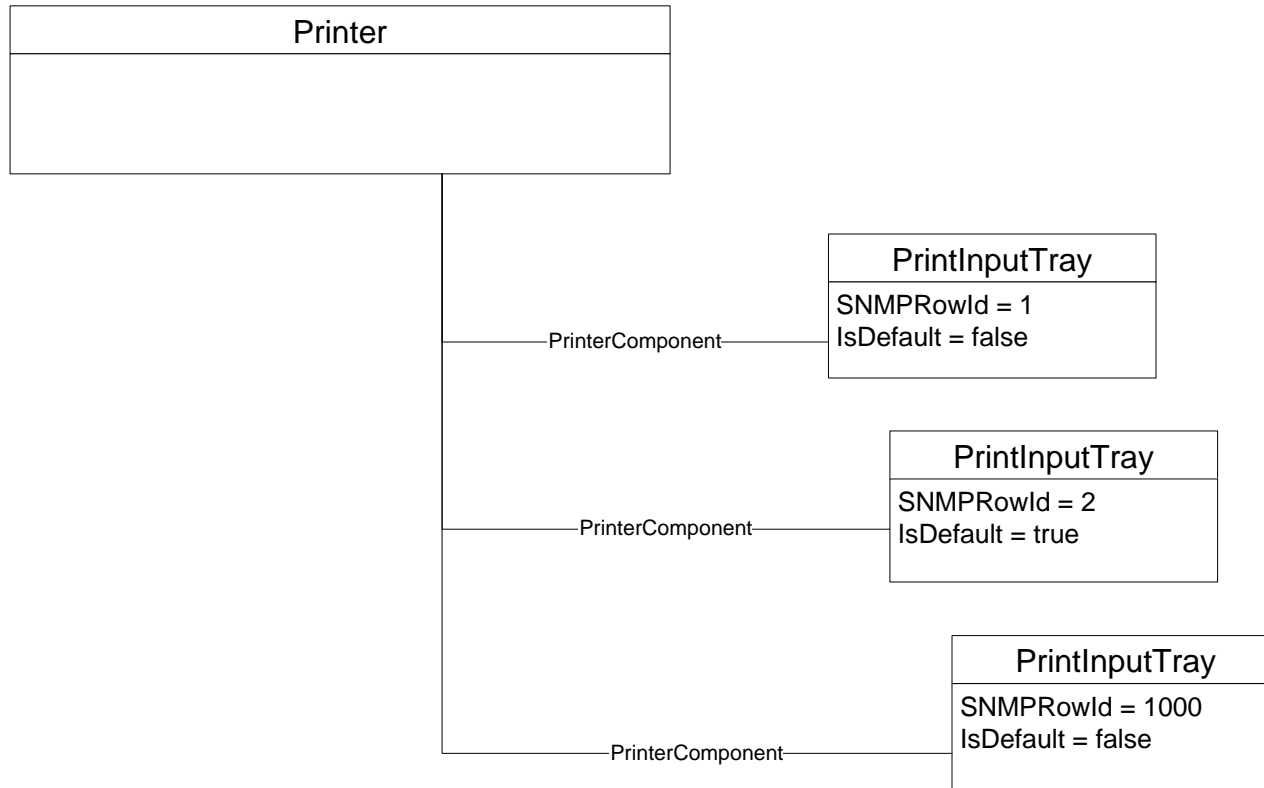 Printer
PrintInputTray
SNMPRowId = 1
IsDefault = false
PrinterComponent
PrintInputTray
SNMPRowId = 2
IsDefault = true
PrinterComponent
PrintInputTray
SNMPRowId = 1000
IsDefault = false
PrinterComponent